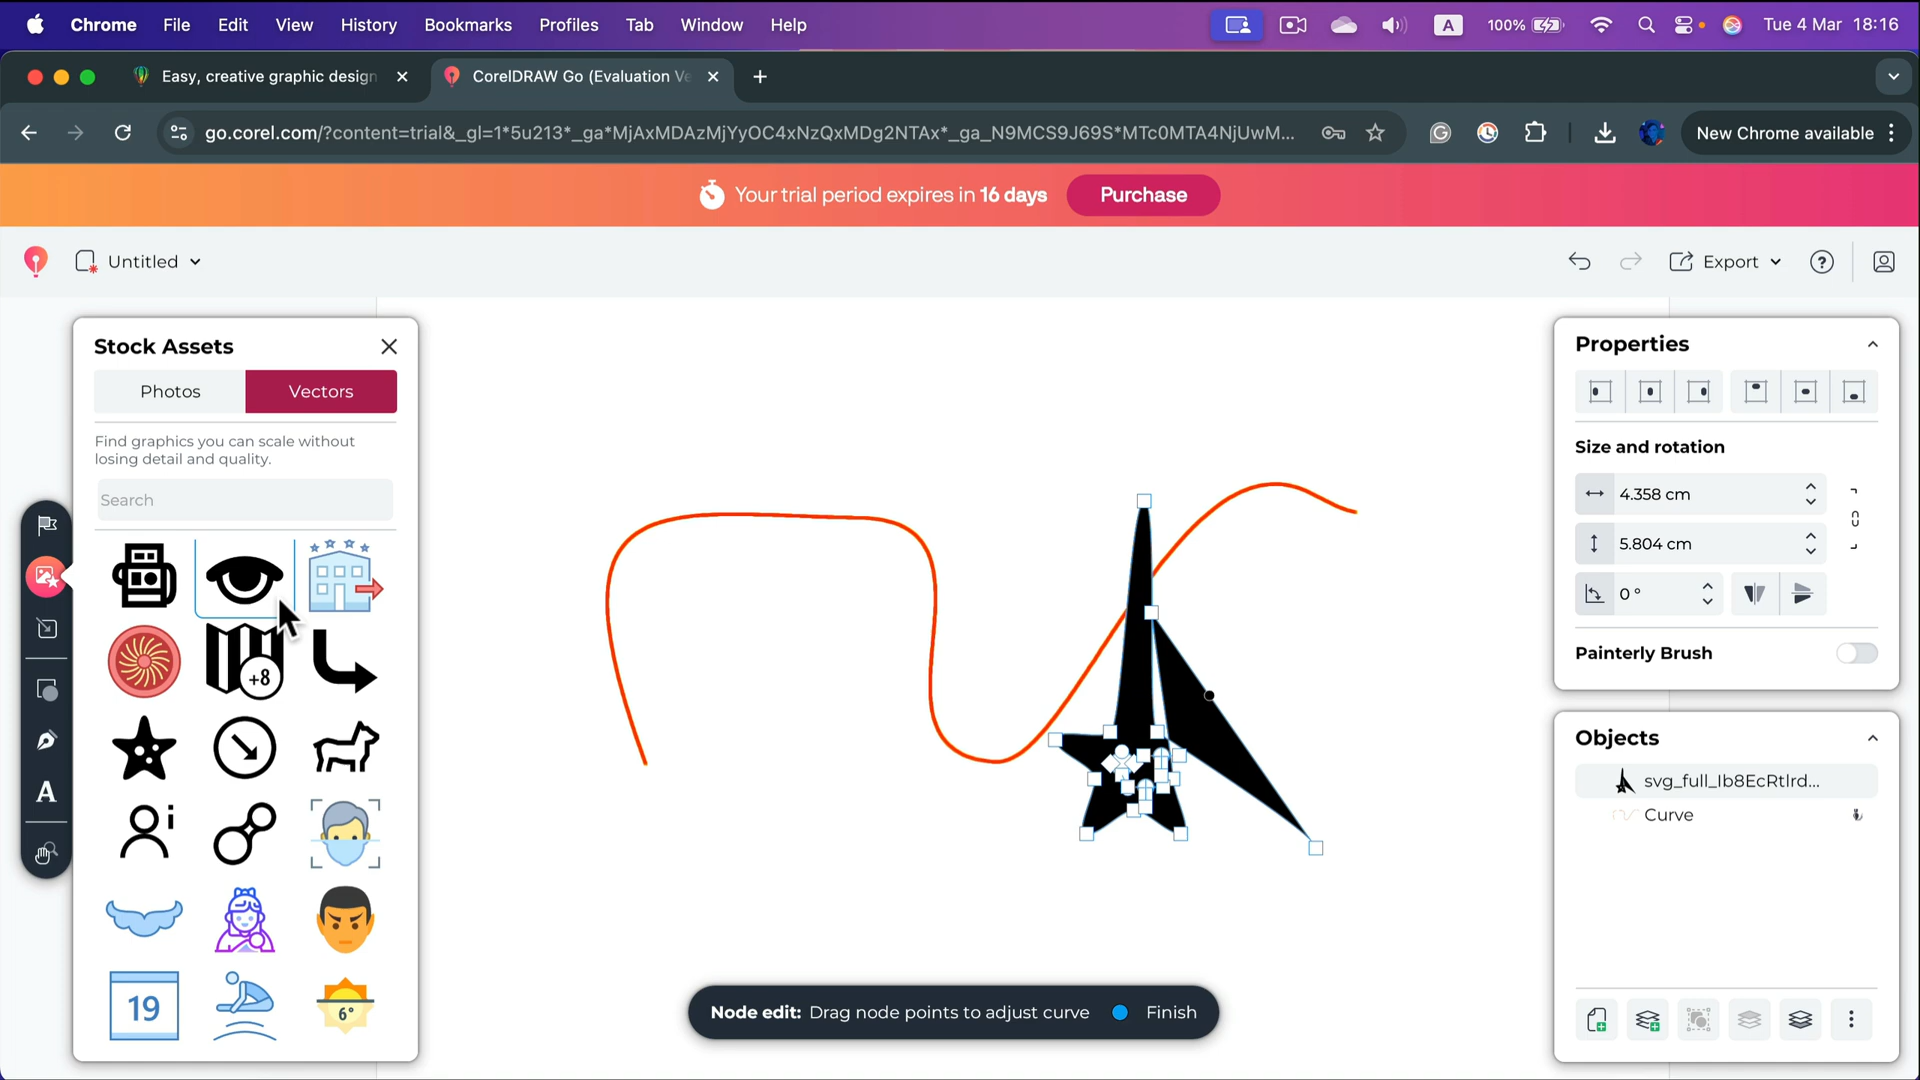 Chrome File Edit View History Bookmarks Profiles Tab Window Help A 100% Tue 4 Mar 18:16
Easy, creative graphic design
CorelDRAW Go (Evaluation Ve
go.corel.com/?content=trial&_gl=1*5u213*_ga*MjAxMDAzMjYyOC4xNzQxMDg2NTAx*_ga_N9MCS9J69S*MTc0MTA4NjUwM...
New Chrome available
Your trial period expires in 16 days
Purchase
Untitled
Export
Stock Assets
Photos
Vectors
Find graphics you can scale without
losing detail and quality.
Search
+8
19
6°
A
Node edit: Drag node points to adjust curve
Finish
Properties
Size and rotation
4.358 cm
5.804 cm
0 °
Painterly Brush
Objects
svg_full_Ib8EcRtlrd...
Curve